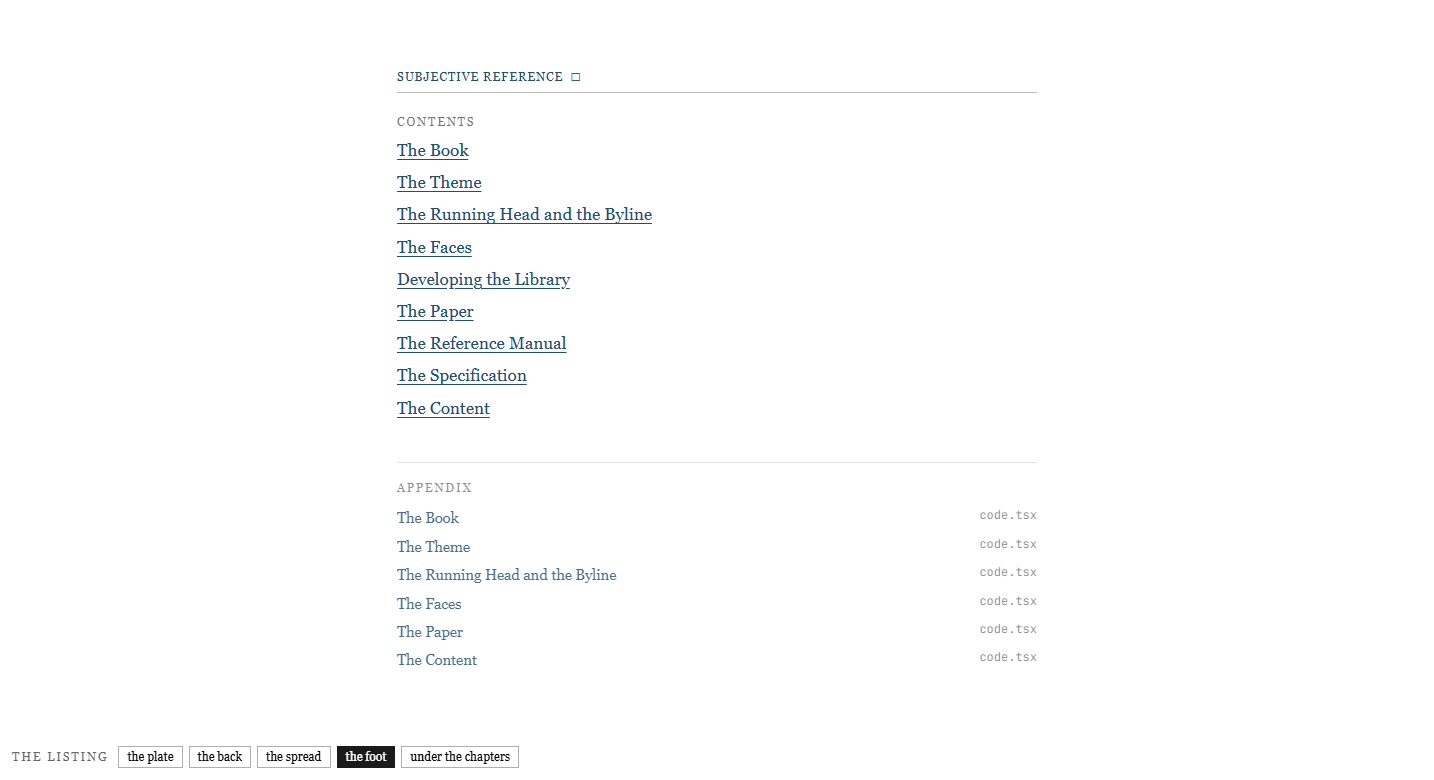 SUBJECTIVE REFERENCE □
CONTENTS
The Book
The Theme
The Running Head and the Byline
The Faces
Developing the Library
The Paper
The Reference Manual
The Specification
The Content
APPENDIX
The Book code.tsx
The Theme code.tsx
The Running Head and the Byline code.tsx
The Faces code.tsx
The Paper code.tsx
The Content code.tsx
THE LISTING the plate the back the spread the foot under the chapters